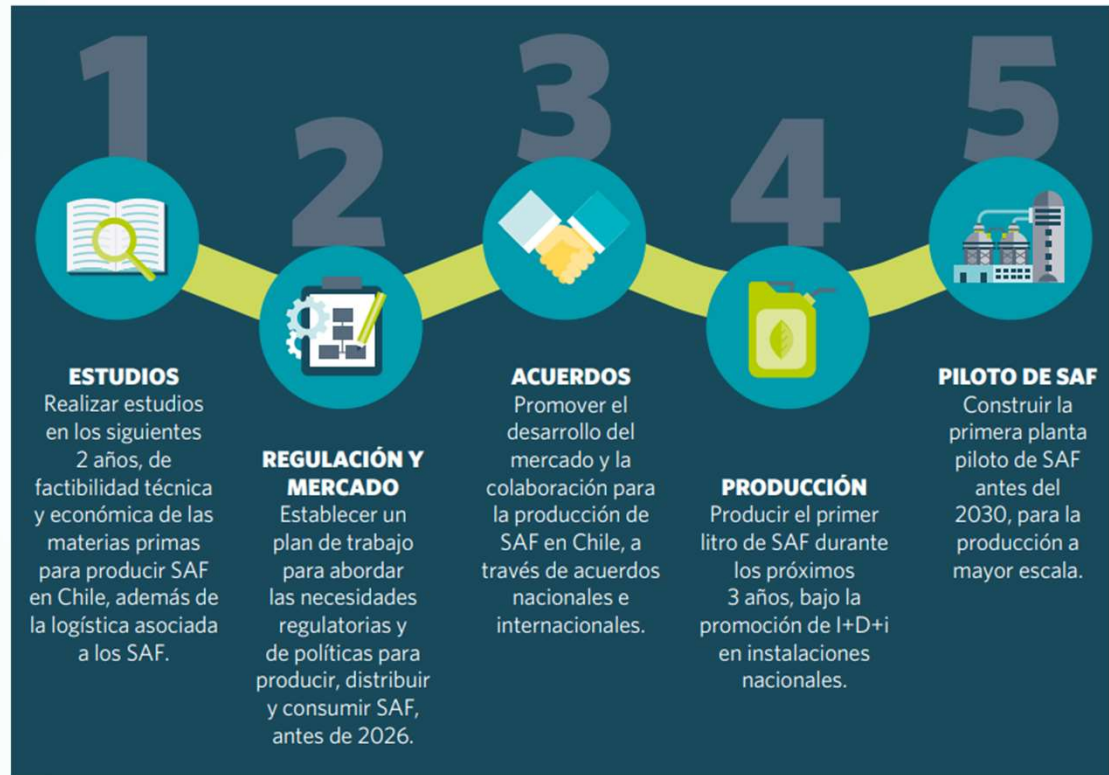 1
ESTUDIOS
Realizar estudios
en los siguientes
2 años, de
factibilidad técnica
y económica de las
materias primas
para producir SAF
en Chile, además de
la logística asociada
a los SAF.
2
REGULACIÓN Y
MERCADO
Establecer un
plan de trabajo
para abordar
las necesidades
regulatorias y
de políticas para
producir, distribuir
y consumir SAF,
antes de 2026.
3
ACUERDOS
Promover el
desarrollo del
mercado y la
colaboración para
la producción de
SAF en Chile, a
través de acuerdos
nacionales e
internacionales.
4
PRODUCCIÓN
Producir el primer
litro de SAF durante
los próximos
3 años, bajo la
promoción de I+D+i
en instalaciones
nacionales.
5
PILOTO DE SAF
Construir la
primera planta
piloto de SAF
antes del
2030, para la
producción a
mayor escala.